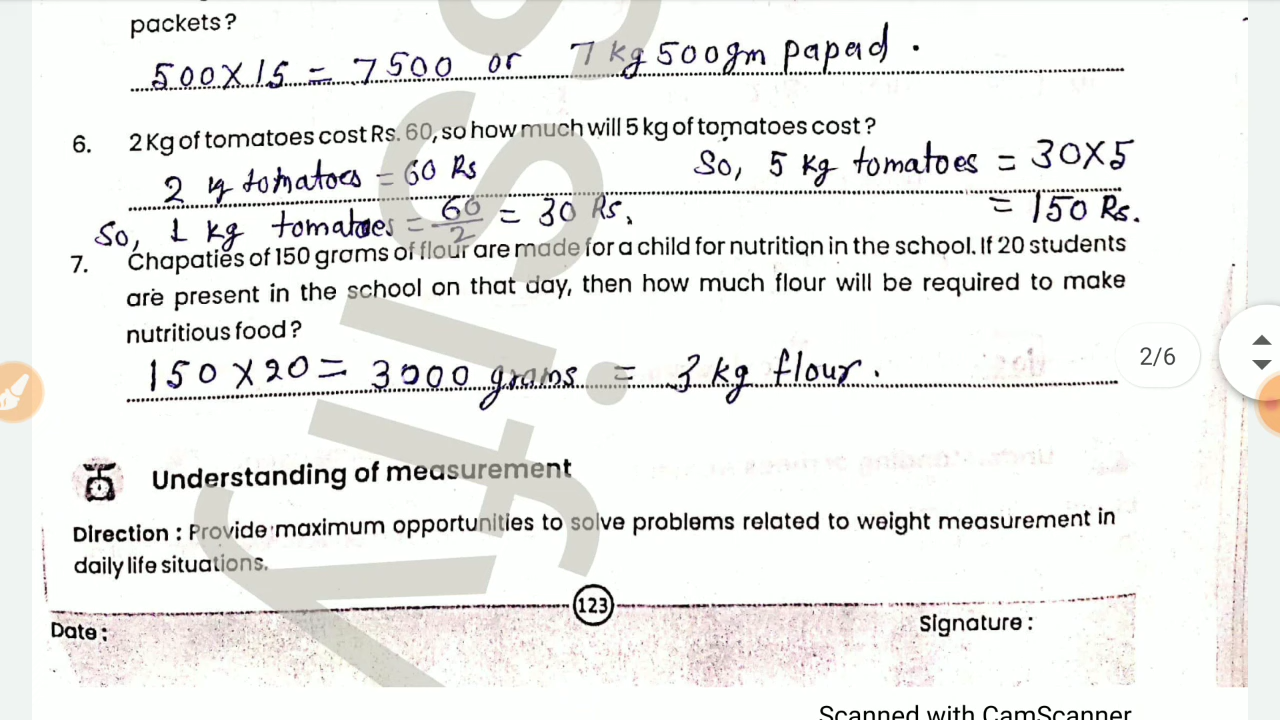 packets?
500X15 = 7500 or 7 kg 500gm papad.
6. 2 Kg of tomatoes cost Rs. 60, so how much will 5 kg of tomatoes cost?
2 kg tomatoes = 60 Rs So, 5 kg tomatoes = 30X5
So, 1 kg tomatoes = 60/2 = 30 Rs. = 150 Rs.
7. Chapaties of 150 grams of flour are made for a child for nutrition in the school. If 20 students
are present in the school on that day, then how much flour will be required to make
nutritious food?
150 X 20 = 3000 grams = 3 kg flour.
2/6
Understanding of measurement
Direction : Provide maximum opportunities to solve problems related to weight measurement in
daily life situations.
123
Date : Signature :
Scanned with CamScanner